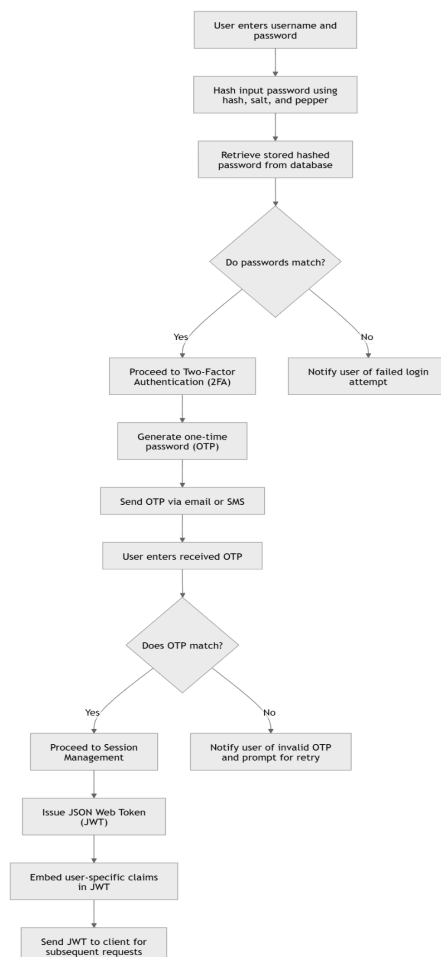 User enters username and
password
Hash input password using
hash, salt, and pepper
Retrieve stored hashed
password from database
Do passwords match?
Yes
No
Proceed to Two-Factor
Authentication (2FA)
Notify user of failed login
attempt
Generate one-time
password (OTP)
Send OTP via email or SMS
User enters received OTP
Does OTP match?
Yes
No
Proceed to Session
Management
Notify user of invalid OTP
and prompt for retry
Issue JSON Web Token
(JWT)
Embed user-specific claims
in JWT
Send JWT to client for
subsequent requests